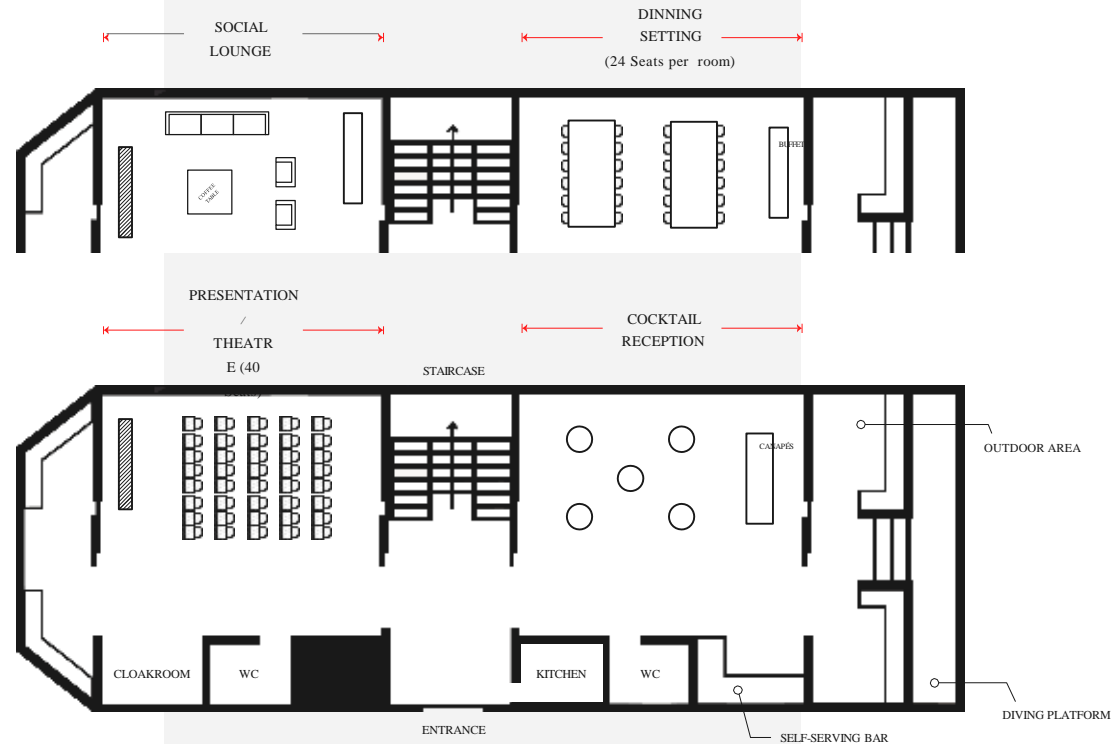 SOCIAL
LOUNGE
DINNING
SETTING
(24 Seats per room)
BUFFET
COFFEE
TABLE
PRESENTATION
/
THEATR
E (40
Seats)
COCKTAIL
RECEPTION
STAIRCASE
CANAPÉS
OUTDOOR AREA
CLOAKROOM
WC
KITCHEN
WC
DIVING PLATFORM
ENTRANCE
SELF-SERVING BAR